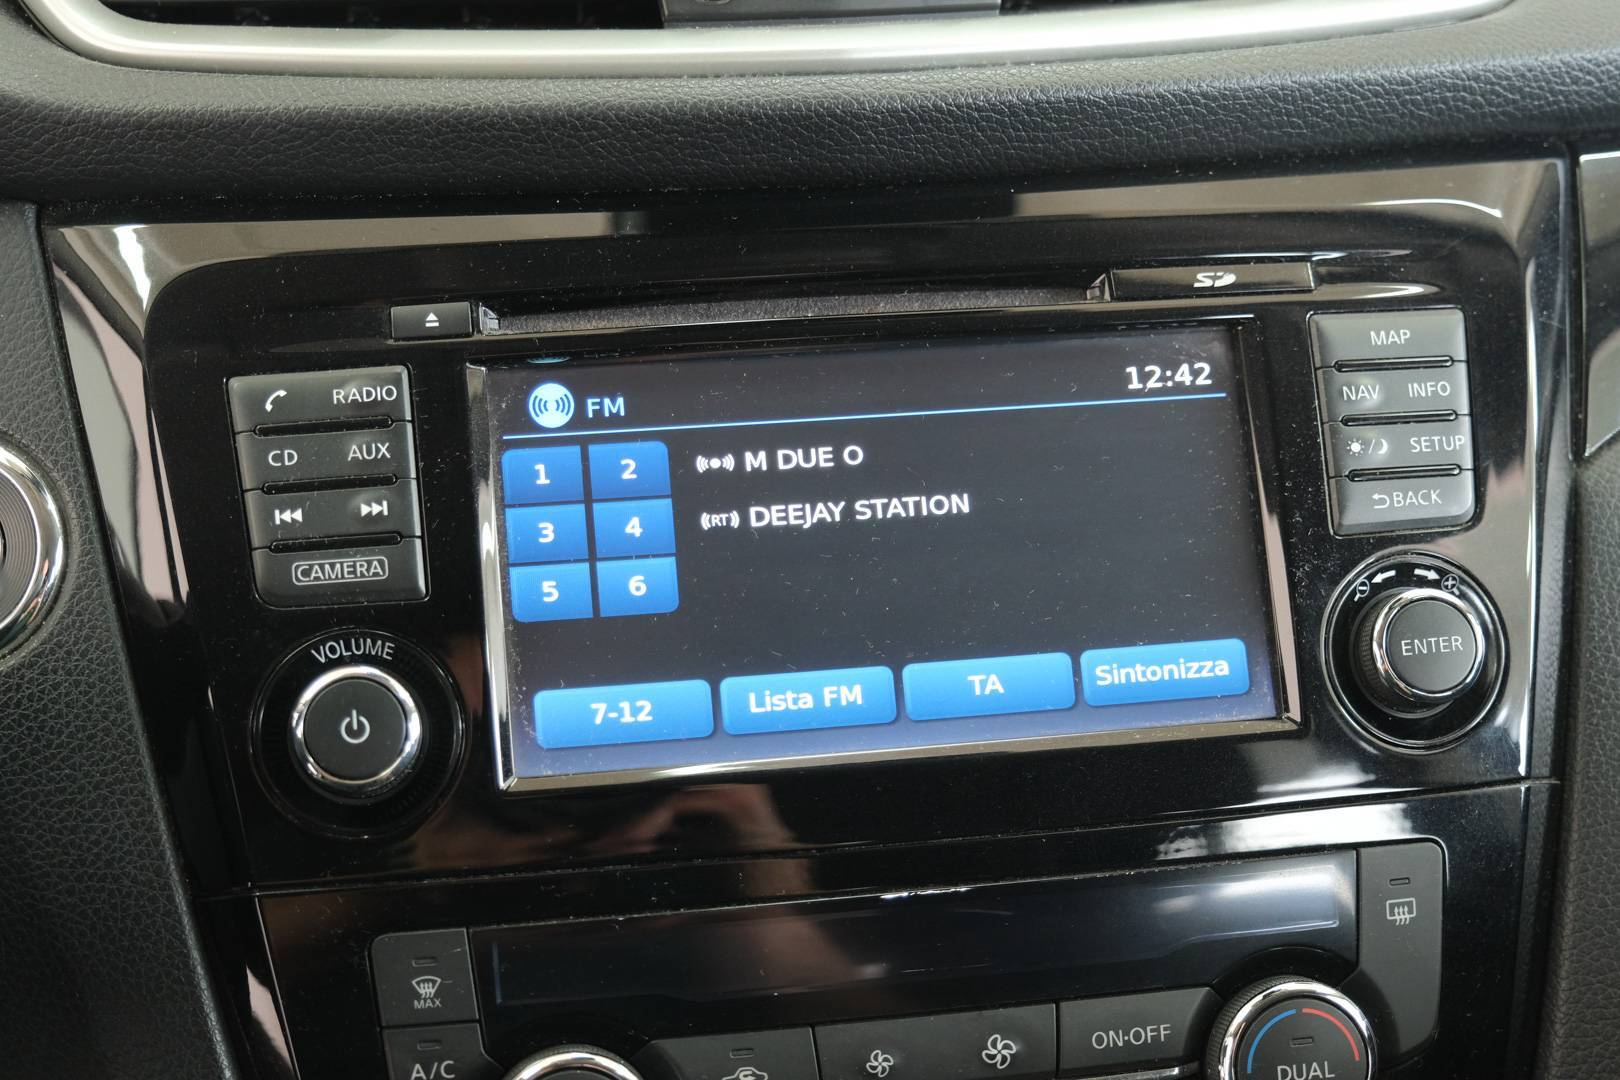 SD
MAP
RADIO
NAV INFO
CD AUX
SETUP
BACK
CAMERA
VOLUME
ENTER
FM
12:42
1 2
3 4
5 6
M DUE O
(RT) DEEJAY STATION
7-12
Lista FM
TA
Sintonizza
MAX
A/C
ON·OFF
DUAL